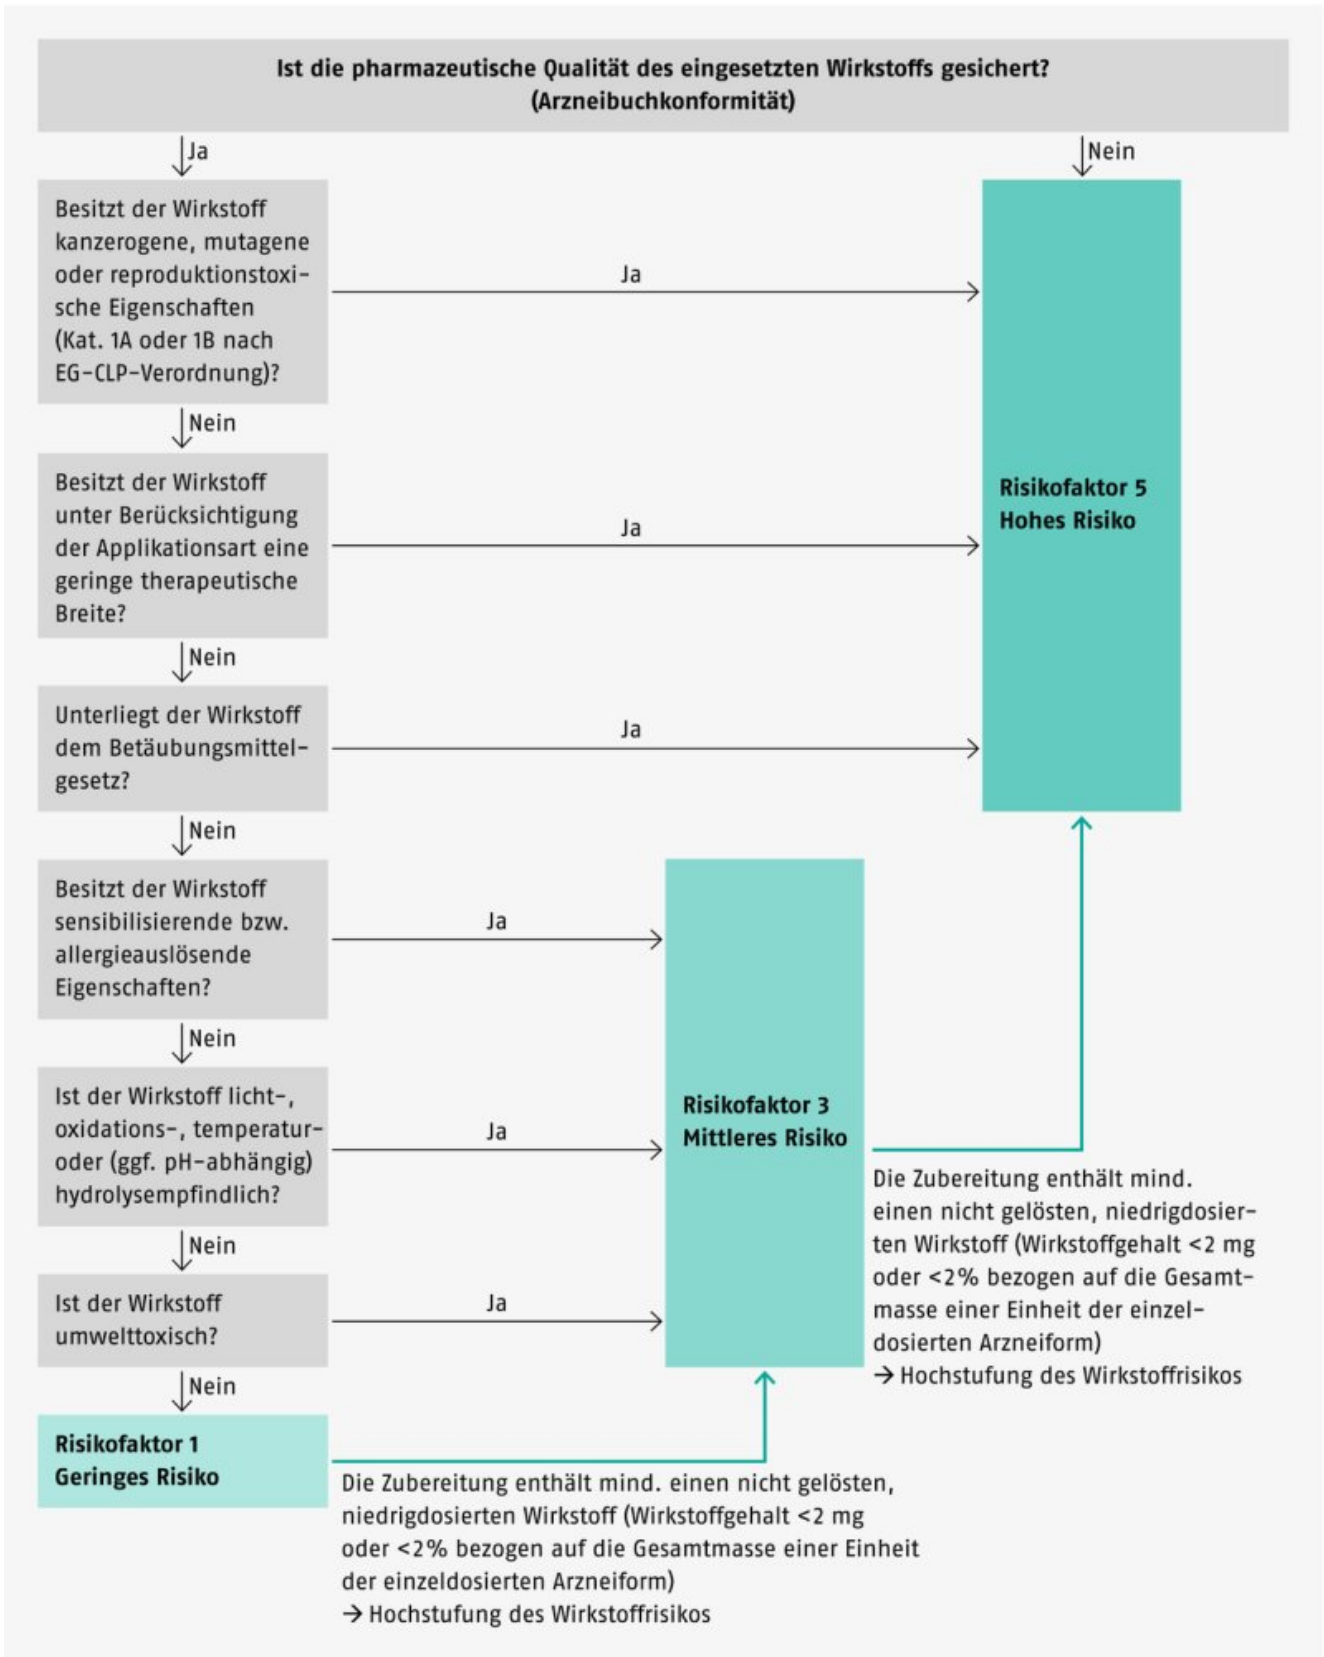 Ist die pharmazeutische Qualität des eingesetzten Wirkstoffs gesichert?
(Arzneibuchkonformität)
Ja
Nein
Besitzt der Wirkstoff
kanzerogene, mutagene
oder reproduktionstoxi-
sche Eigenschaften
(Kat. 1A oder 1B nach
EG-CLP-Verordnung)?
Ja
Nein
Besitzt der Wirkstoff
unter Berücksichtigung
der Applikationsart eine
geringe therapeutische
Breite?
Ja
Risikofaktor 5
Hohes Risiko
Nein
Unterliegt der Wirkstoff
dem Betäubungsmittel-
gesetz?
Ja
Nein
Besitzt der Wirkstoff
sensibilisierende bzw.
allergieauslösende
Eigenschaften?
Ja
Nein
Ist der Wirkstoff licht-,
oxidations-, temperatur-
oder (ggf. pH-abhängig)
hydrolysempfindlich?
Ja
Risikofaktor 3
Mittleres Risiko
Die Zubereitung enthält mind.
einen nicht gelösten, niedrigdosier-
ten Wirkstoff (Wirkstoffgehalt <2 mg
oder <2% bezogen auf die Gesamt-
masse einer Einheit der einzel-
dosierten Arzneiform)
→ Hochstufung des Wirkstoffrisikos
Nein
Ist der Wirkstoff
umwelttoxisch?
Ja
Nein
Risikofaktor 1
Geringes Risiko
Die Zubereitung enthält mind. einen nicht gelösten,
niedrigdosierten Wirkstoff (Wirkstoffgehalt <2 mg
oder <2% bezogen auf die Gesamtmasse einer Einheit
der einzeldosierten Arzneiform)
→ Hochstufung des Wirkstoffrisikos